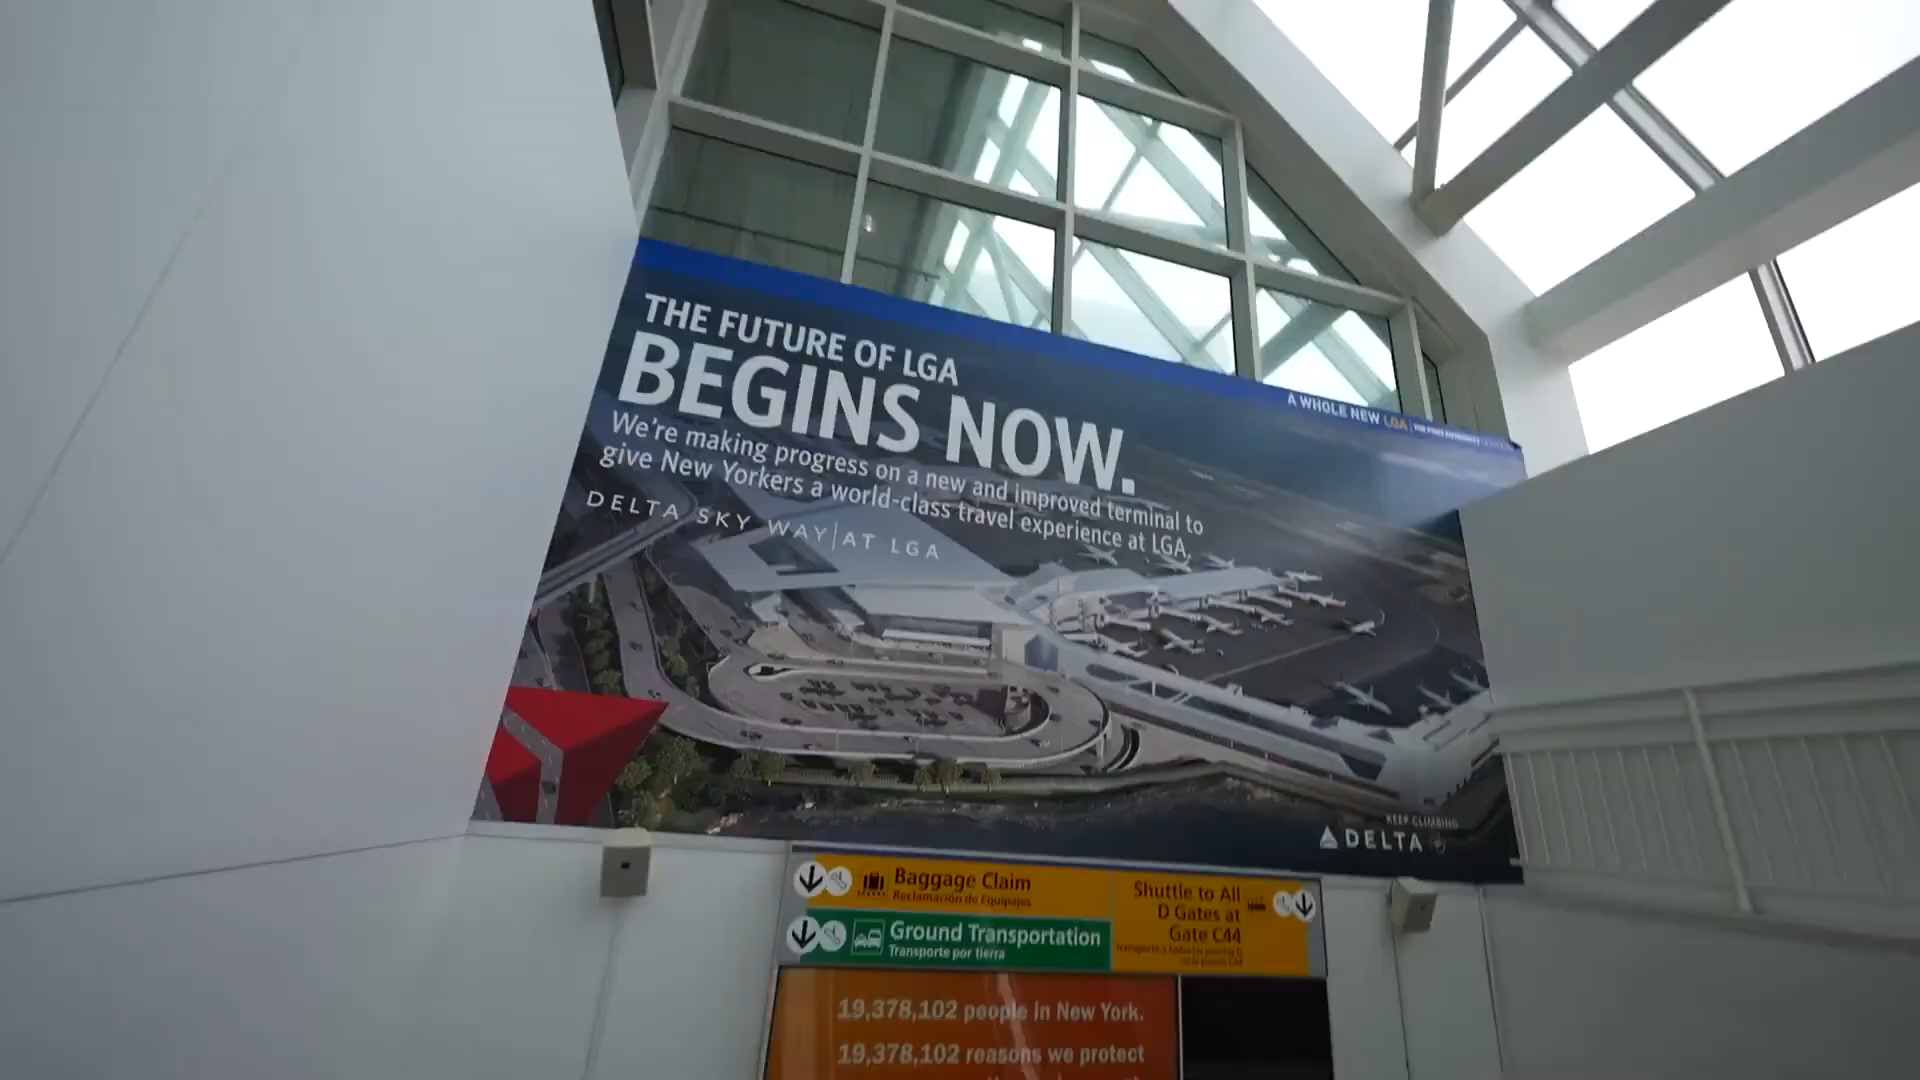 THE FUTURE OF LGA
BEGINS NOW.
We're making progress on a new and improved terminal to
give New Yorkers a world-class travel experience at LGA.
DELTA SKY WAY|AT LGA
A WHOLE NEW LGA
KEEP CLIMBING
DELTA
Baggage Claim
Reclamación de Equipajes
Ground Transportation
Transporte por tierra
Shuttle to All
D Gates at
Gate C44
19,378,102 people in New York.
19,378,102 reasons we protect